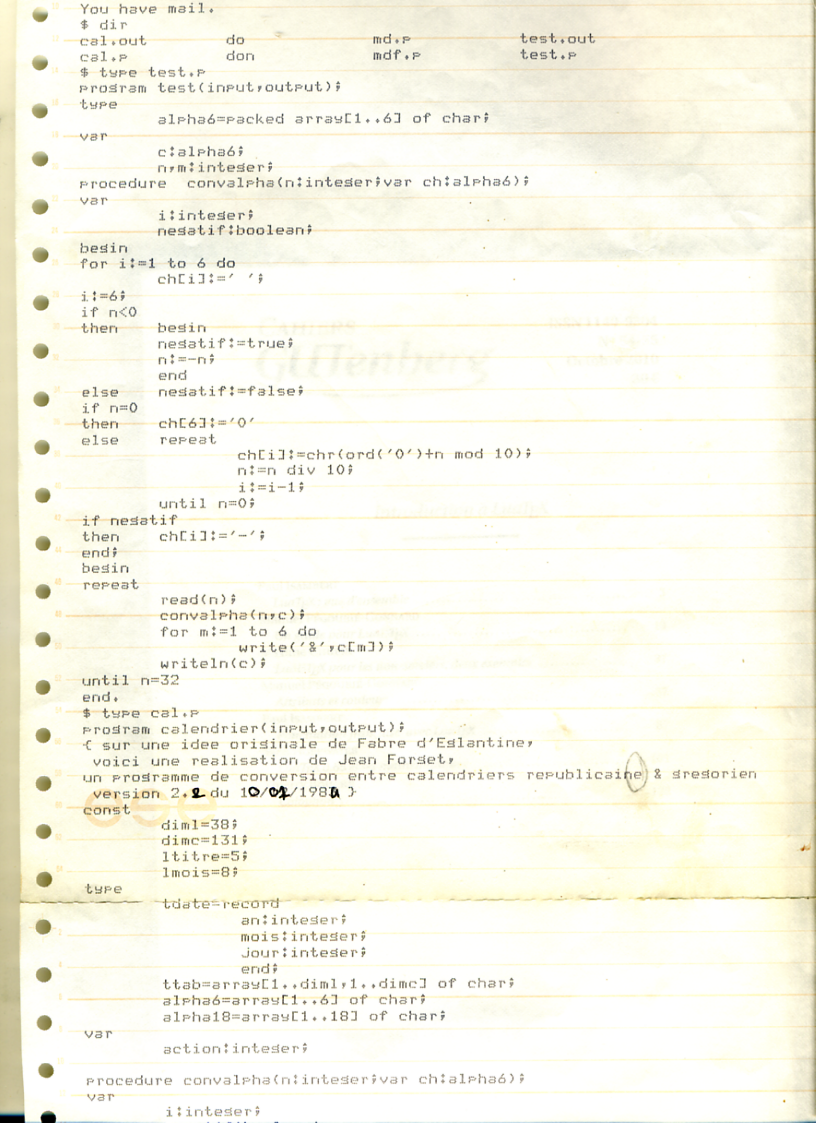 You have mail.
$ dir
cal.out do md.p test.out
cal.p don mdf.p test.p
$ type test.p
program test(input,output);
type
alpha6=packed array[1..6] of char;
var
c:alpha6;
n,m:integer;
procedure convalpha(n:integer;var ch:alpha6);
var
i:integer;
negatif:boolean;
begin
for i:=1 to 6 do
ch[i]:=' ';
i:=6;
if n<0
then begin
negatif:=true;
n:=-n;
end
else negatif:=false;
if n=0
then ch[6]:='0'
else repeat
ch[i]:=chr(ord('0')+n mod 10);
n:=n div 10;
i:=i-1;
until n=0;
if negatif
then ch[i]:='-';
end;
begin
repeat
read(n);
convalpha(n,c);
for m:=1 to 6 do
write('&',c[m]);
writeln(c);
until n=32
end.
$ type cal.p
program calendrier(input,output);
{ sur une idee originale de Fabre d'Eglantine,
voici une realisation de Jean Forget,
un programme de conversion entre calendriers republicaine & gregorien
version 2. du }
const
diml=38;
dimc=131;
ltitre=5;
lmois=8;
type
tdate=record
an:integer;
mois:integer;
jour:integer;
end;
ttab=array[1..diml,1..dimc] of char;
alpha6=array[1..6] of char;
alpha18=array[1..18] of char;
var
action:integer;
procedure convalpha(n:integer;var ch:alpha6);
var
i:integer;